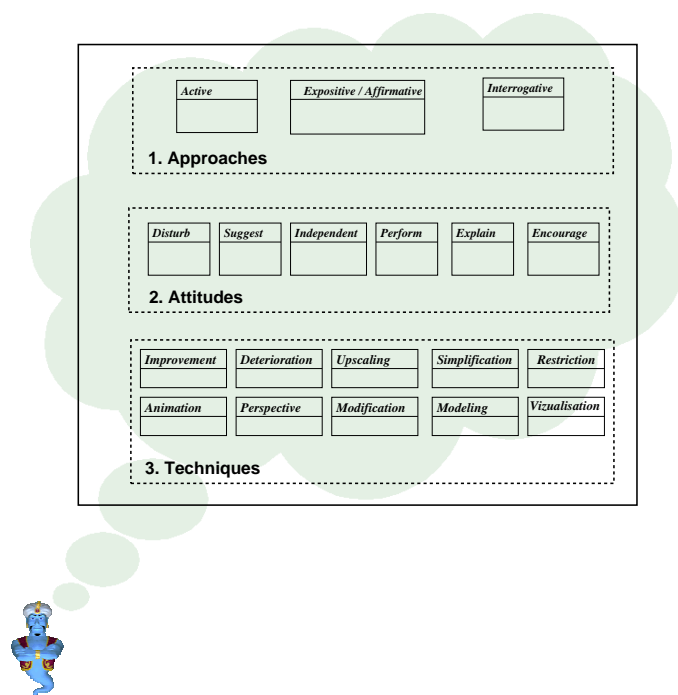 Active Expositive / Affirmative Interrogative
1. Approaches
Disturb Suggest Independent Perform Explain Encourage
2. Attitudes
Improvement Deterioration Upscaling Simplification Restriction
Animation Perspective Modification Modeling Vizualisation
3. Techniques